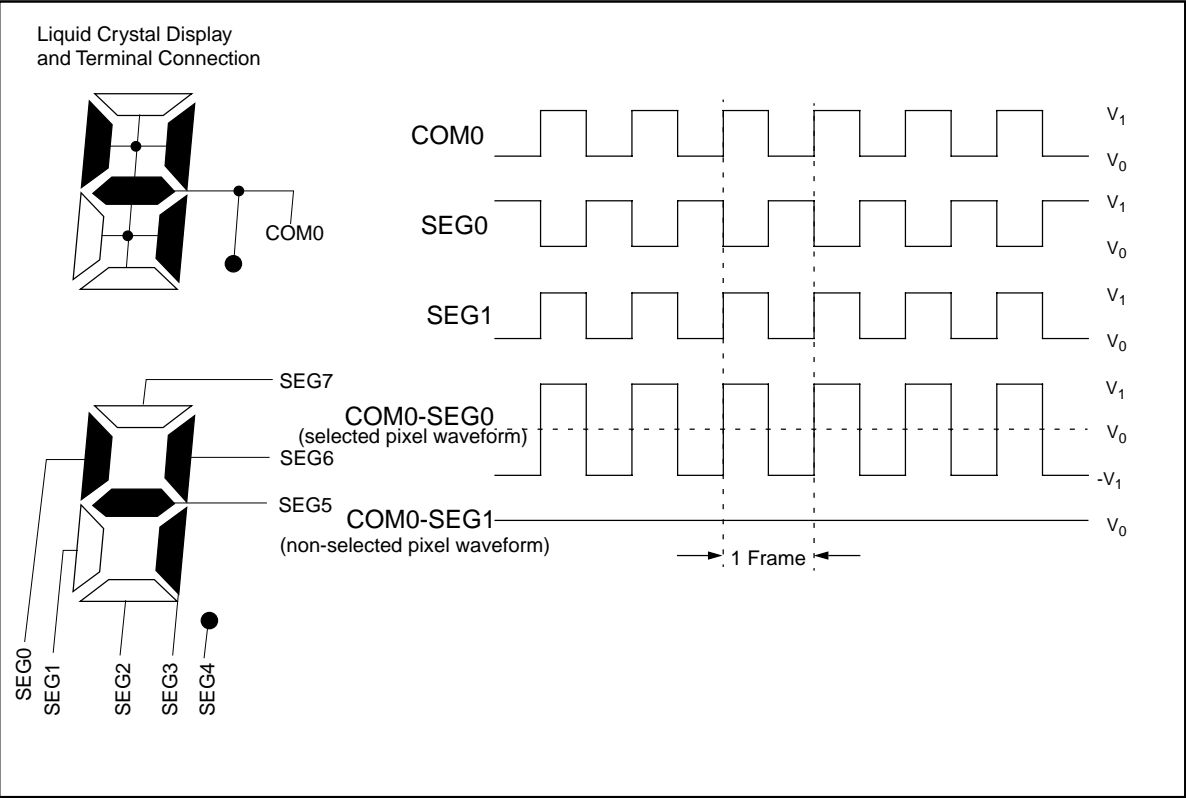 Liquid Crystal Display
and Terminal Connection
COM0
COM0
V1
V0
SEG0
V1
V0
SEG1
V1
V0
SEG7
SEG6
SEG5
COM0-SEG0
(selected pixel waveform)
V1
V0
-V1
COM0-SEG1
(non-selected pixel waveform)
V0
1 Frame
SEG0
SEG1
SEG2
SEG3
SEG4